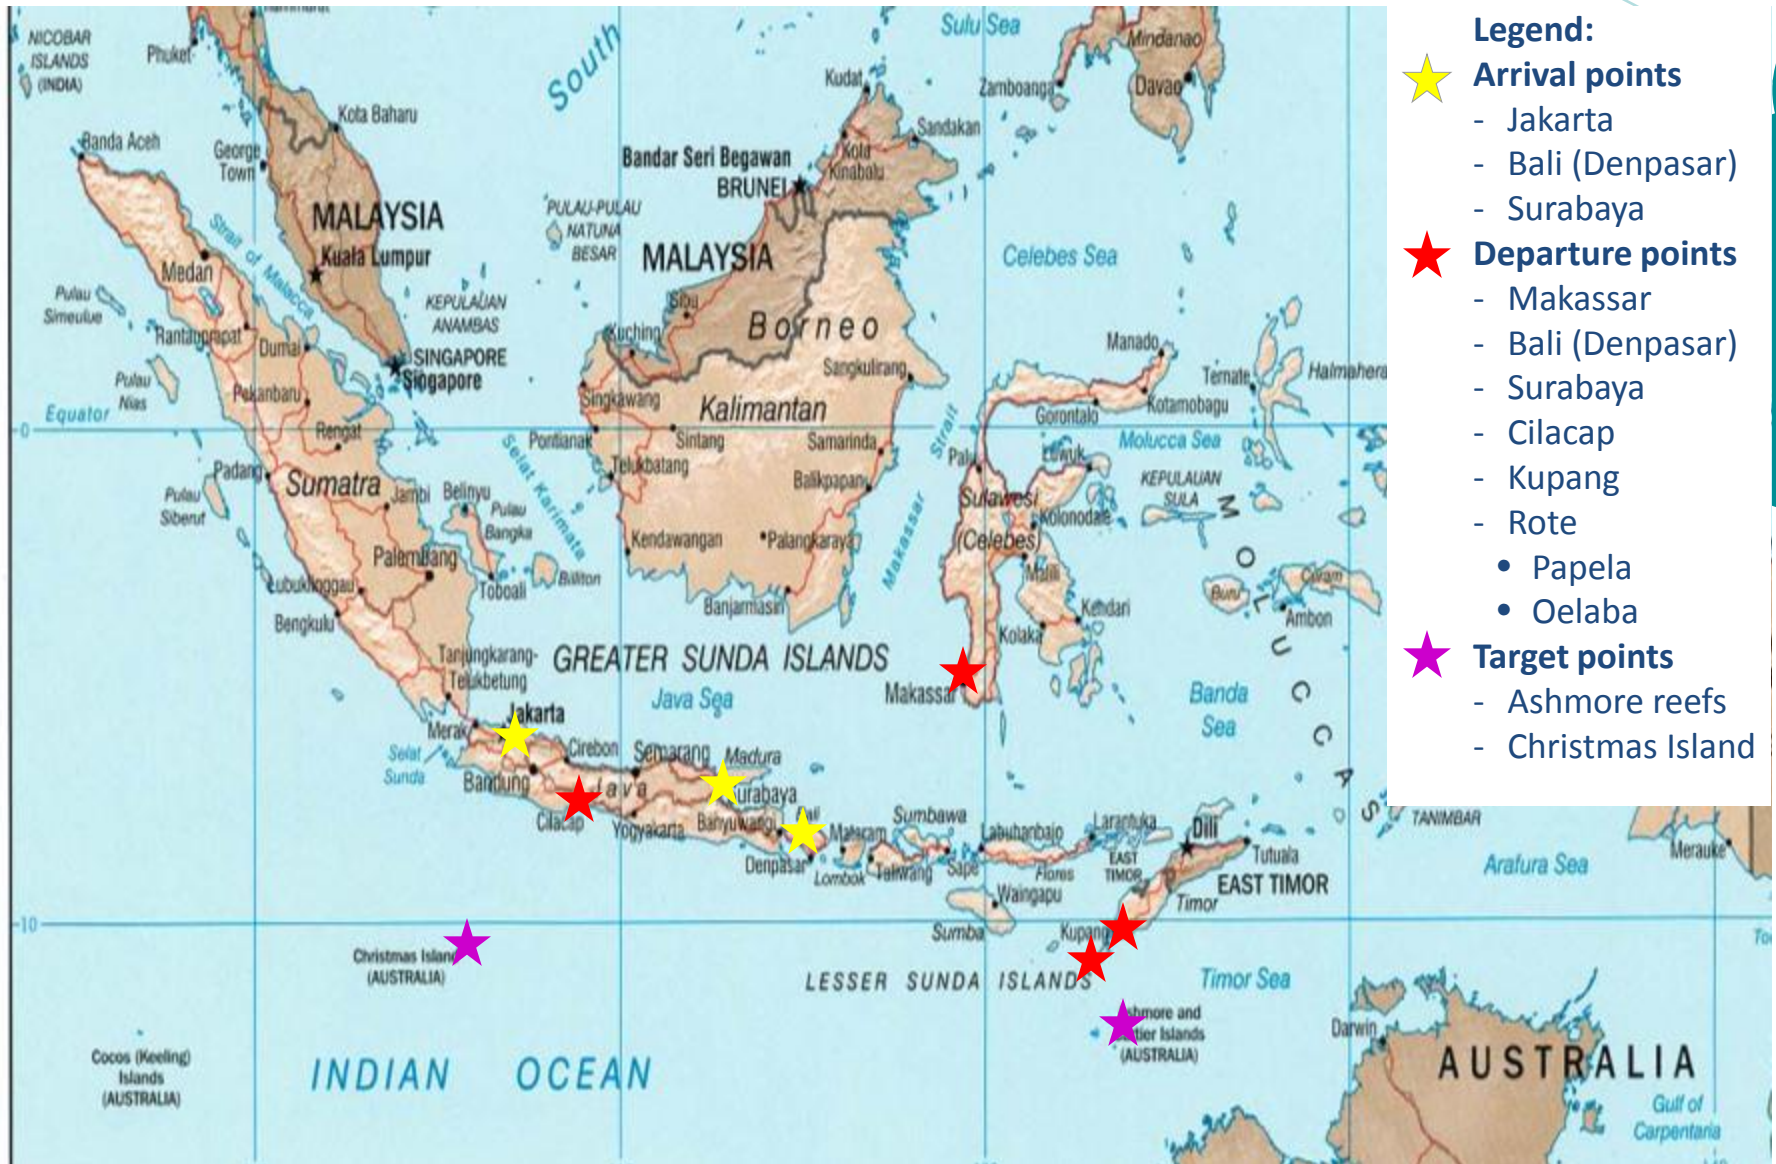 NICOBAR
ISLANDS
(INDIA)
Phuket
Kota Baharu
George
Town
Banda Aceh
MALAYSIA
Kuala Lumpur
Strait of Malacca
Medan
Pulau
Simeulue
Rantauprapat
Dumai
KEPULAUAN
ANAMBAS
SINGAPORE
Singapore
Pulau
Nias
Pekanbaru
Equator
0
Rengat
Padang
Sumatra
Pulau
Siberut
Jambi
Belinyu
Pulau
Bangka
Palembang
Lubuklinggau
Toboali
Billiton
Bengkulu
Selat Karimata
Tanjungkarang-
Telukbetung
South
Sulu Sea
Mindanao
Zamboanga
Davao
Kudat
Sandakan
Kota
Kinabalu
Bandar Seri Begawan
BRUNEI
PULAU-PULAU
NATUNA
BESAR
MALAYSIA
Celebes Sea
Sibu
Kuching
Borneo
Sangkulirang
Manado
Ternate
Halmahera
Singkawang
Kalimantan
Gorontalo
Kotamobagu
Pontianak
Sintang
Samarinda
Molucca Sea
Telukbatang
Balikpapan
Palu
Luwuk
KEPULAUAN
SULA
Makassar Strait
Sulawesi
(Celebes)
Kolonodale
Kendawangan
Palangkaraya
Malili
Buru
Ceram
Ambon
Banjarmasin
Kendari
Kolaka
MOLUCCAS
GREATER SUNDA ISLANDS
Java Sea
Makassar
Banda
Sea
Jakarta
Merak
Selat
Sunda
Cirebon
Semarang
Madura
Bandung
Java
Surabaya
Cilacap
Yogyakarta
Banyuwangi
Bali
Mataram
Sumbawa
Labuhanbajo
Larantuka
Dili
TANIMBAR
Denpasar
Lombok
Taliwang
Sape
Flores
EAST
TIMOR
Tutuala
EAST TIMOR
Arafura Sea
Merauke
Waingapu
Timor
10
Sumba
Kupang
Christmas Island
(AUSTRALIA)
LESSER SUNDA ISLANDS
Timor Sea
Ashmore and
Cartier Islands
(AUSTRALIA)
Darwin
Cocos (Keeling)
Islands
(AUSTRALIA)
INDIAN OCEAN
AUSTRALIA
Gulf of
Carpentaria
Legend:
Arrival points
- Jakarta
- Bali (Denpasar)
- Surabaya
Departure points
- Makassar
- Bali (Denpasar)
- Surabaya
- Cilacap
- Kupang
- Rote
• Papela
• Oelaba
Target points
- Ashmore reefs
- Christmas Island